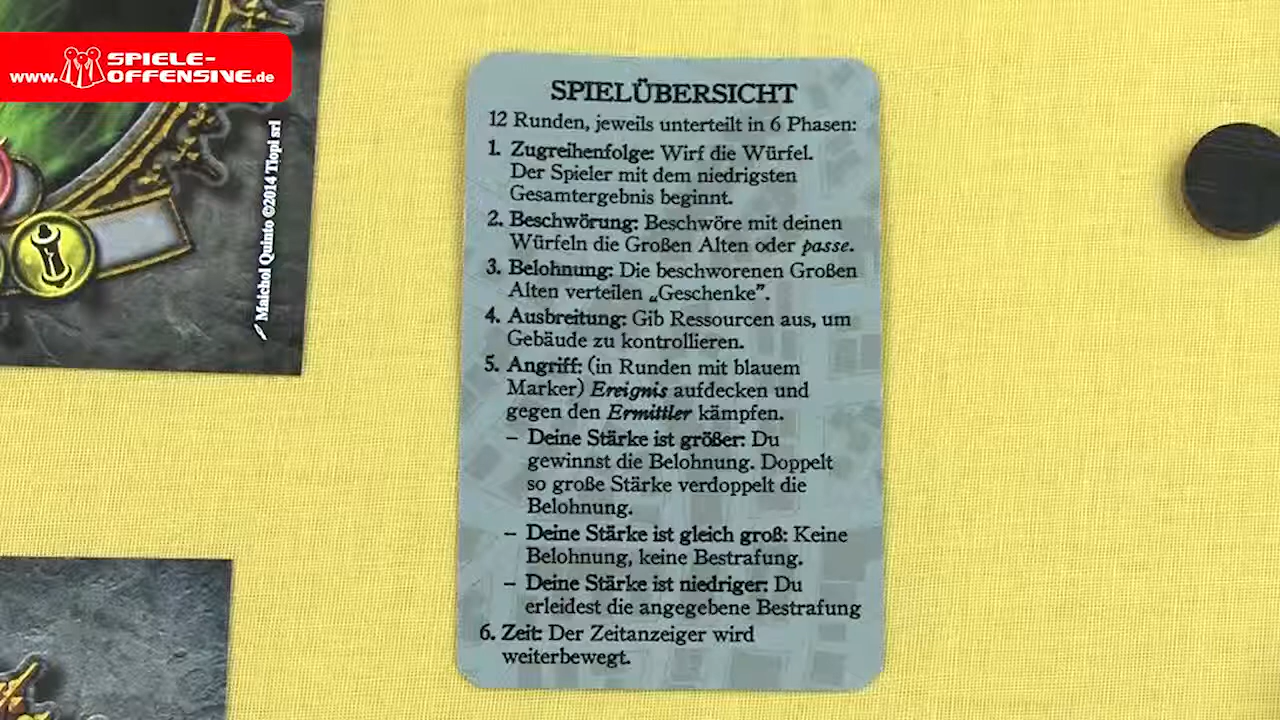 www.SPIELE-OFFENSIVE.de
Maichol Quinto ©2014 Tiopi srl
SPIELÜBERSICHT
12 Runden, jeweils unterteilt in 6 Phasen:
1. Zugreihenfolge: Wirf die Würfel.
Der Spieler mit dem niedrigsten
Gesamtergebnis beginnt.
2. Beschwörung: Beschwöre mit deinen
Würfeln die Großen Alten oder passe.
3. Belohnung: Die beschworenen Großen
Alten verteilen „Geschenke”.
4. Ausbreitung: Gib Ressourcen aus, um
Gebäude zu kontrollieren.
5. Angriff: (in Runden mit blauem
Marker) Ereignis aufdecken und
gegen den Ermittler kämpfen.
– Deine Stärke ist größer: Du
gewinnst die Belohnung. Doppelt
so große Stärke verdoppelt die
Belohnung.
– Deine Stärke ist gleich groß: Keine
Belohnung, keine Bestrafung.
– Deine Stärke ist niedriger: Du
erleidest die angegebene Bestrafung
6. Zeit: Der Zeitanzeiger wird
weiterbewegt.